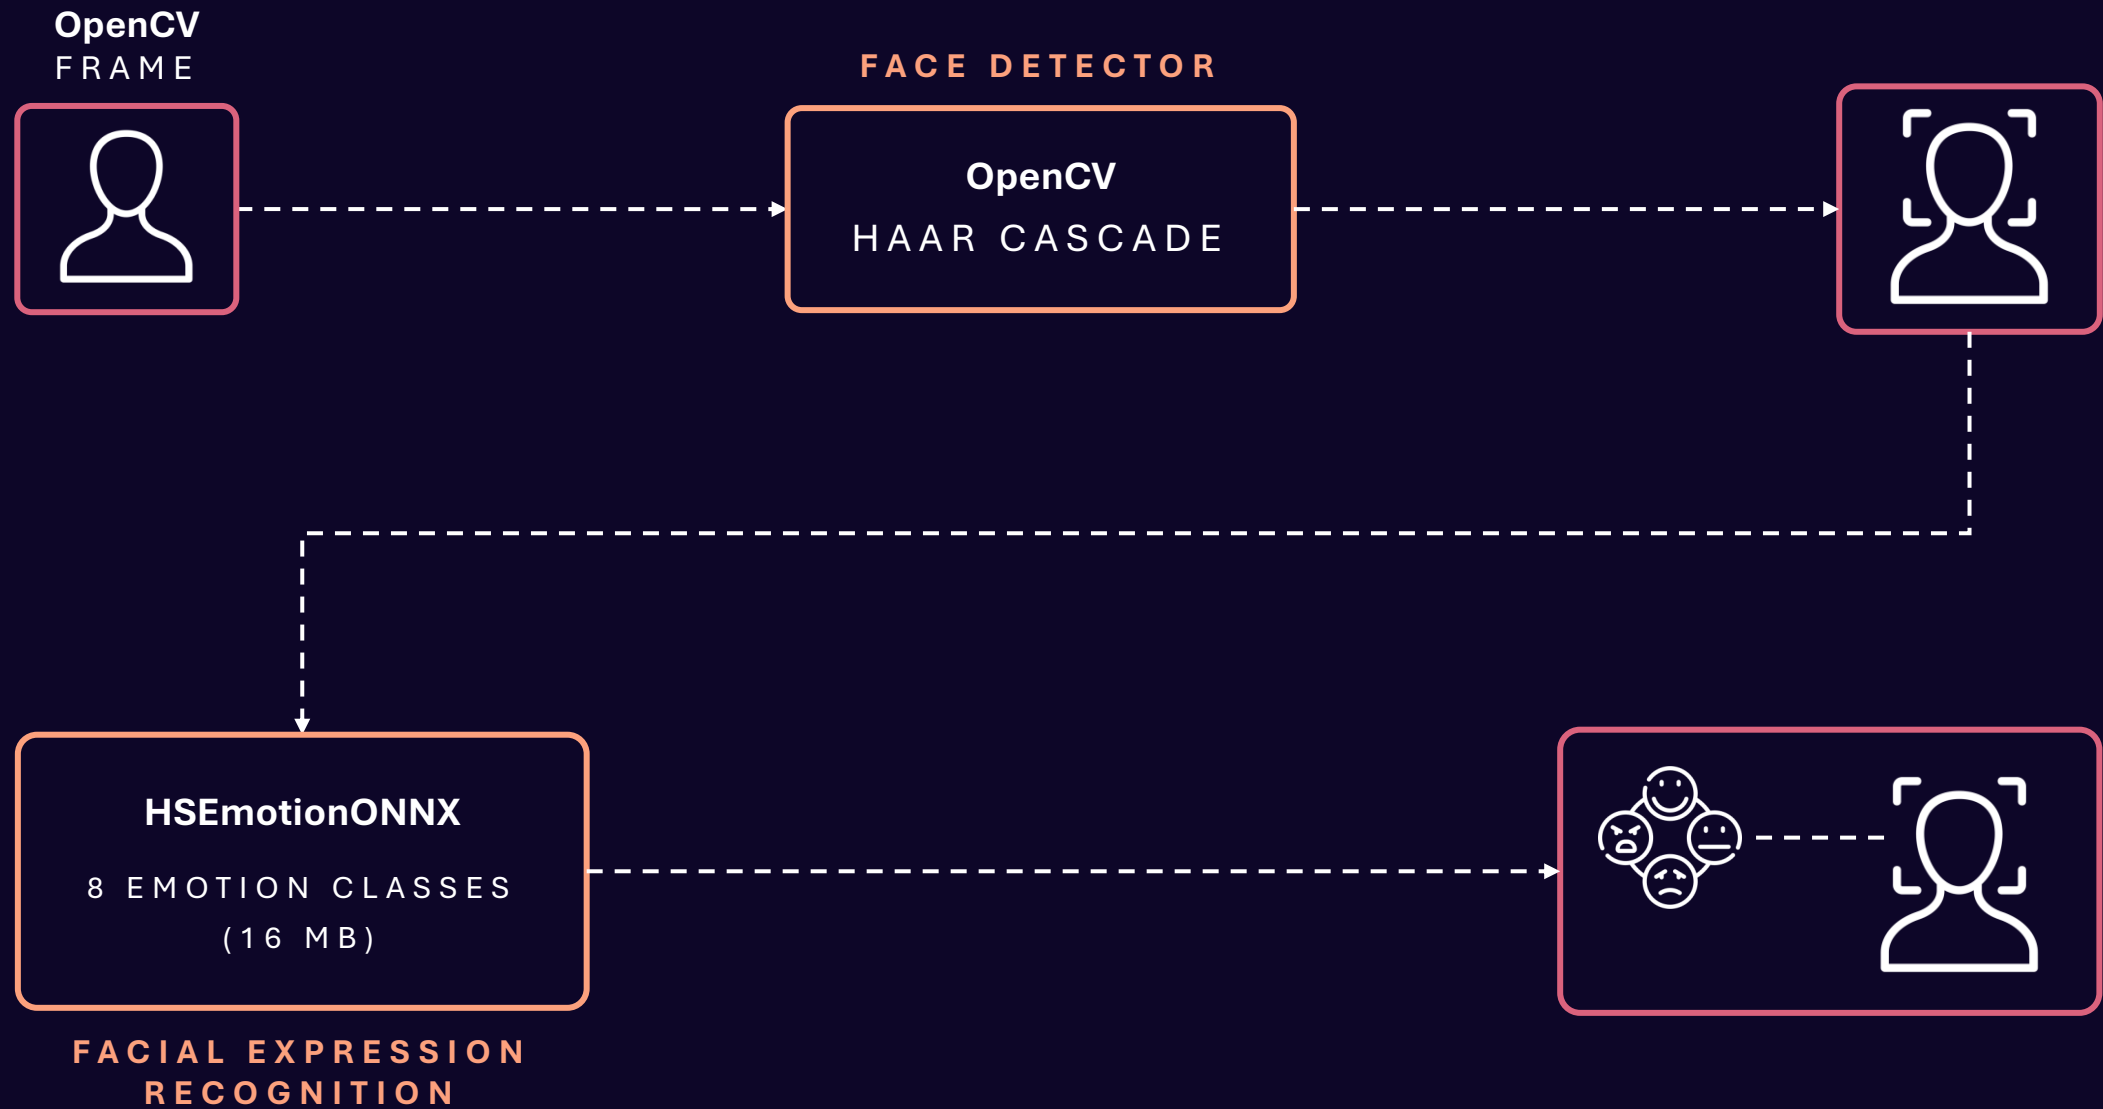 OpenCV
FRAME
FACE DETECTOR
OpenCV
HAAR CASCADE
HSEmotionONNX
8 EMOTION CLASSES
(16 MB)
FACIAL EXPRESSION
RECOGNITION